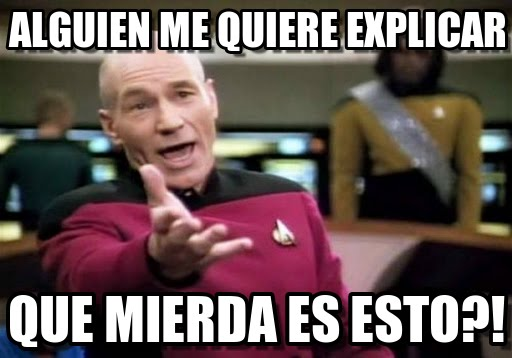 ALGUIEN ME QUIERE EXPLICAR
QUE MIERDA ES ESTO?!